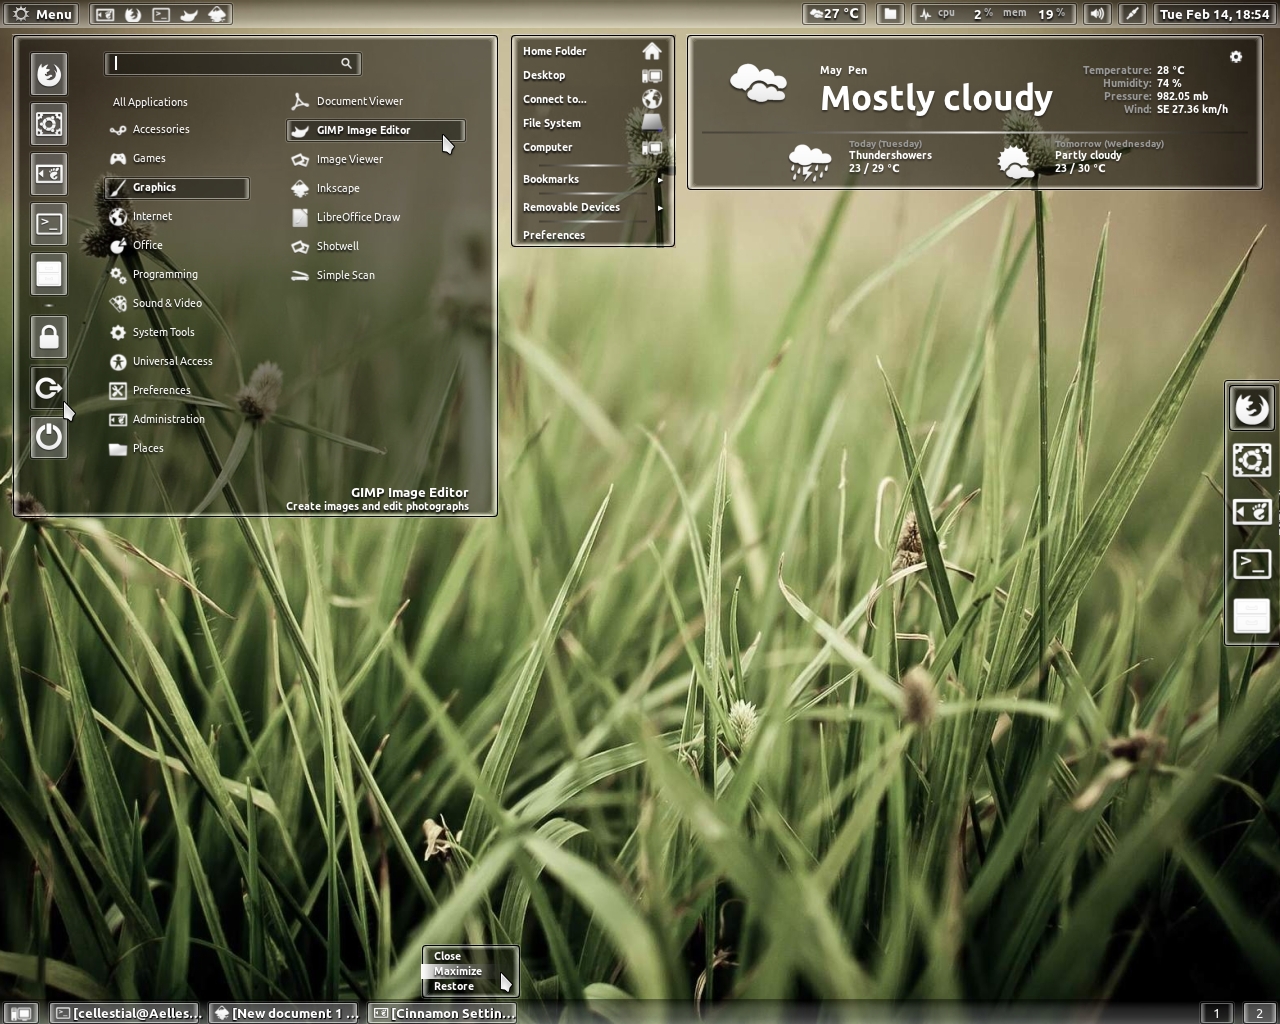 Menu
27 °C
cpu 2 % mem 19 %
Tue Feb 14, 18:54
All Applications
Accessories
Games
Graphics
Internet
Office
Programming
Sound & Video
System Tools
Universal Access
Preferences
Administration
Places
Document Viewer
GIMP Image Editor
Image Viewer
Inkscape
LibreOffice Draw
Shotwell
Simple Scan
GIMP Image Editor
Create images and edit photographs
Home Folder
Desktop
Connect to...
File System
Computer
Bookmarks
Removable Devices
Preferences
May Pen
Mostly cloudy
Temperature: 28 °C
Humidity: 74 %
Pressure: 982.05 mb
Wind: SE 27.36 km/h
Today (Tuesday)
Thundershowers
23 / 29 °C
Tomorrow (Wednesday)
Partly cloudy
23 / 30 °C
Close
Maximize
Restore
[cellestial@Aelles...
[New document 1 ...
[Cinnamon Settin...
1
2